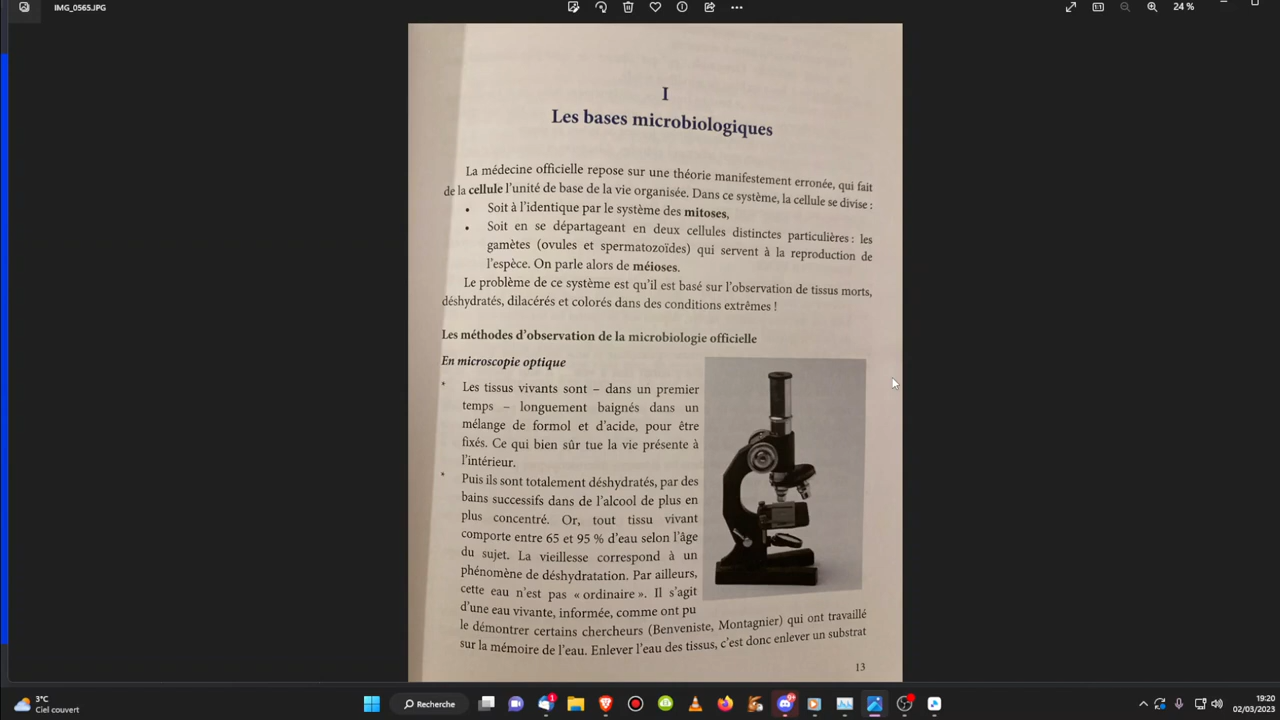 IMG_0565.JPG
24 %
I
Les bases microbiologiques
La médecine officielle repose sur une théorie manifestement erronée, qui fait
de la cellule l'unité de base de la vie organisée. Dans ce système, la cellule se divise :
• Soit à l'identique par le système des mitoses,
• Soit en se départageant en deux cellules distinctes particulières : les
gamètes (ovules et spermatozoïdes) qui servent à la reproduction de
l'espèce. On parle alors de méioses.
Le problème de ce système est qu'il est basé sur l'observation de tissus morts,
déshydratés, dilacérés et colorés dans des conditions extrêmes !
Les méthodes d'observation de la microbiologie officielle
En microscopie optique
* Les tissus vivants sont – dans un premier
temps – longuement baignés dans un
mélange de formol et d'acide, pour être
fixés. Ce qui bien sûr tue la vie présente à
l'intérieur.
* Puis ils sont totalement déshydratés, par des
bains successifs dans de l'alcool de plus en
plus concentré. Or, tout tissu vivant
comporte entre 65 et 95 % d'eau selon l'âge
du sujet. La vieillesse correspond à un
phénomène de déshydratation. Par ailleurs,
cette eau n'est pas « ordinaire ». Il s'agit
d'une eau vivante, informée, comme ont pu
le démontrer certains chercheurs (Benveniste, Montagnier) qui ont travaillé
sur la mémoire de l'eau. Enlever l'eau des tissus, c'est donc enlever un substrat
13
3°C
Ciel couvert
Recherche
1
9+
19:20
02/03/2023